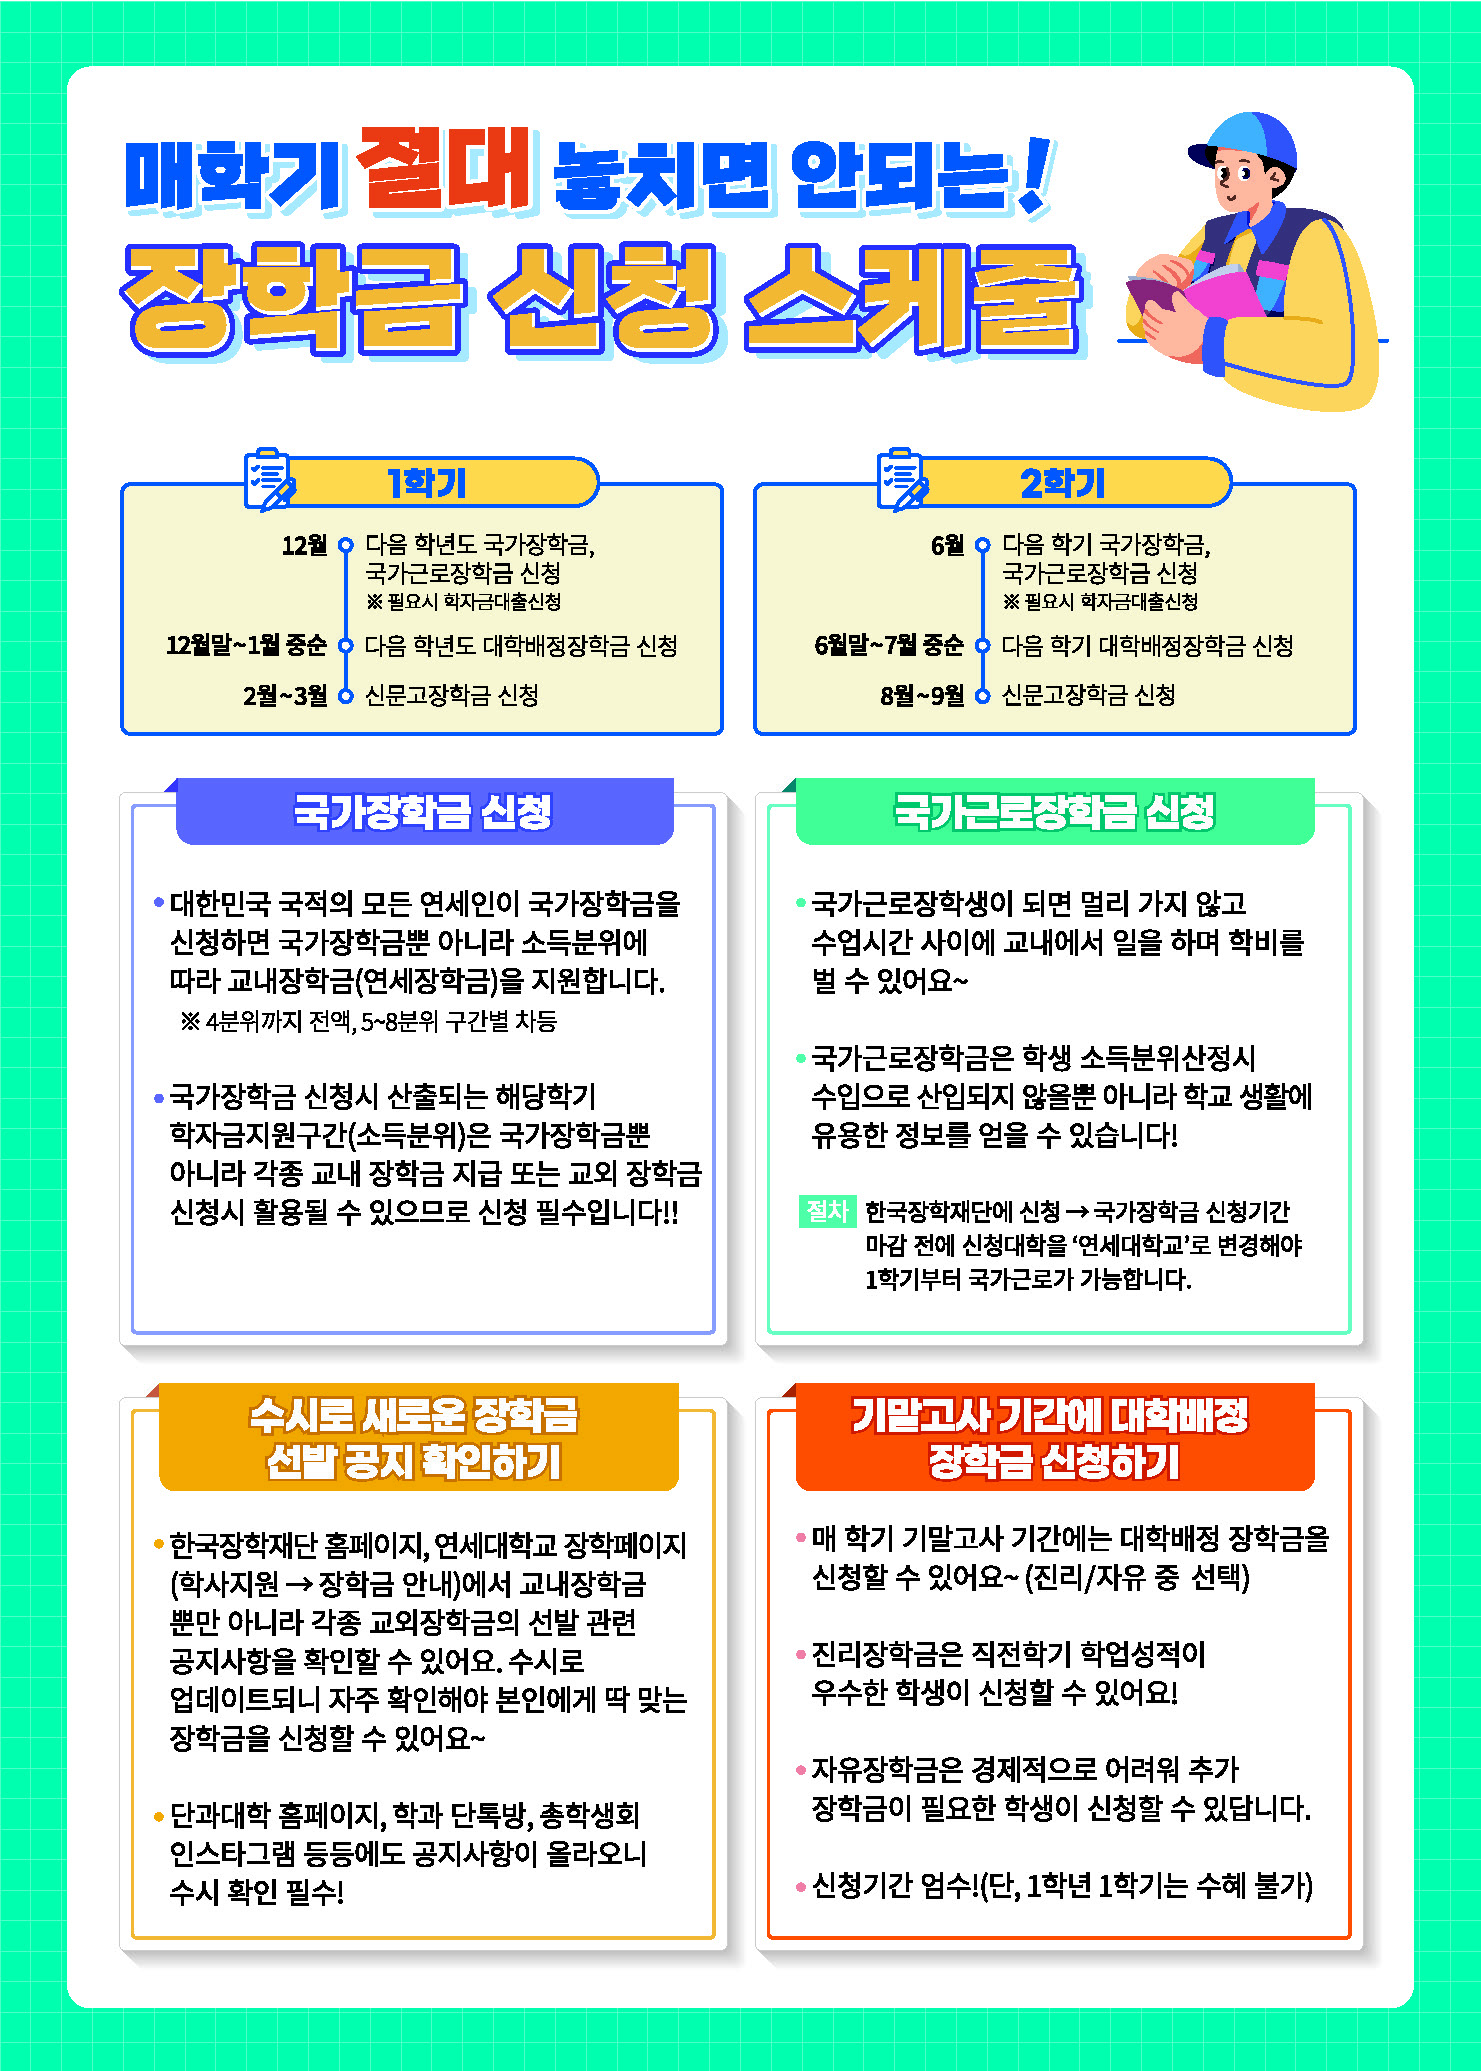 매학기 절대 놓치면 안되는!
장학금 신청 스케줄
1학기
12월 다음 학년도 국가장학금,
국가근로장학금 신청
※ 필요시 학자금대출신청
12월말~1월 중순 다음 학년도 대학배정장학금 신청
2월~3월 신문고장학금 신청
2학기
6월 다음 학기 국가장학금,
국가근로장학금 신청
※ 필요시 학자금대출신청
6월말~7월 중순 다음 학기 대학배정장학금 신청
8월~9월 신문고장학금 신청
국가장학금 신청
• 대한민국 국적의 모든 연세인이 국가장학금을
신청하면 국가장학금뿐 아니라 소득분위에
따라 교내장학금(연세장학금)을 지원합니다.
※ 4분위까지 전액, 5~8분위 구간별 차등
• 국가장학금 신청시 산출되는 해당학기
학자금지원구간(소득분위)은 국가장학금뿐
아니라 각종 교내 장학금 지급 또는 교외 장학금
신청시 활용될 수 있으므로 신청 필수입니다!!
국가근로장학금 신청
• 국가근로장학생이 되면 멀리 가지 않고
수업시간 사이에 교내에서 일을 하며 학비를
벌 수 있어요~
• 국가근로장학금은 학생 소득분위산정시
수입으로 산입되지 않을뿐 아니라 학교 생활에
유용한 정보를 얻을 수 있습니다!
절차 한국장학재단에 신청 → 국가장학금 신청기간
마감 전에 신청대학을 ‘연세대학교’로 변경해야
1학기부터 국가근로가 가능합니다.
수시로 새로운 장학금
선발 공지 확인하기
• 한국장학재단 홈페이지, 연세대학교 장학페이지
(학사지원 → 장학금 안내)에서 교내장학금
뿐만 아니라 각종 교외장학금의 선발 관련
공지사항을 확인할 수 있어요. 수시로
업데이트되니 자주 확인해야 본인에게 딱 맞는
장학금을 신청할 수 있어요~
• 단과대학 홈페이지, 학과 단톡방, 총학생회
인스타그램 등등에도 공지사항이 올라오니
수시 확인 필수!
기말고사 기간에 대학배정
장학금 신청하기
• 매 학기 기말고사 기간에는 대학배정 장학금을
신청할 수 있어요~ (진리/자유 중 선택)
• 진리장학금은 직전학기 학업성적이
우수한 학생이 신청할 수 있어요!
• 자유장학금은 경제적으로 어려워 추가
장학금이 필요한 학생이 신청할 수 있답니다.
• 신청기간 엄수!(단, 1학년 1학기는 수혜 불가)